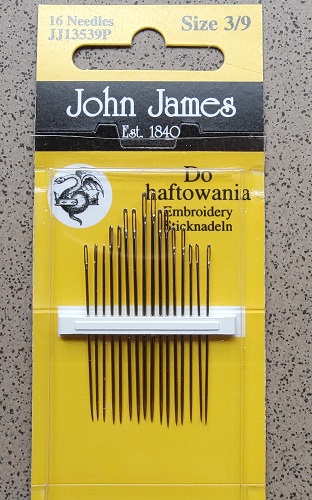 16 Needles
JJ13539P
Size 3/9
John James
Est. 1840
Do
haftowania
Embroidery
Sticknadeln